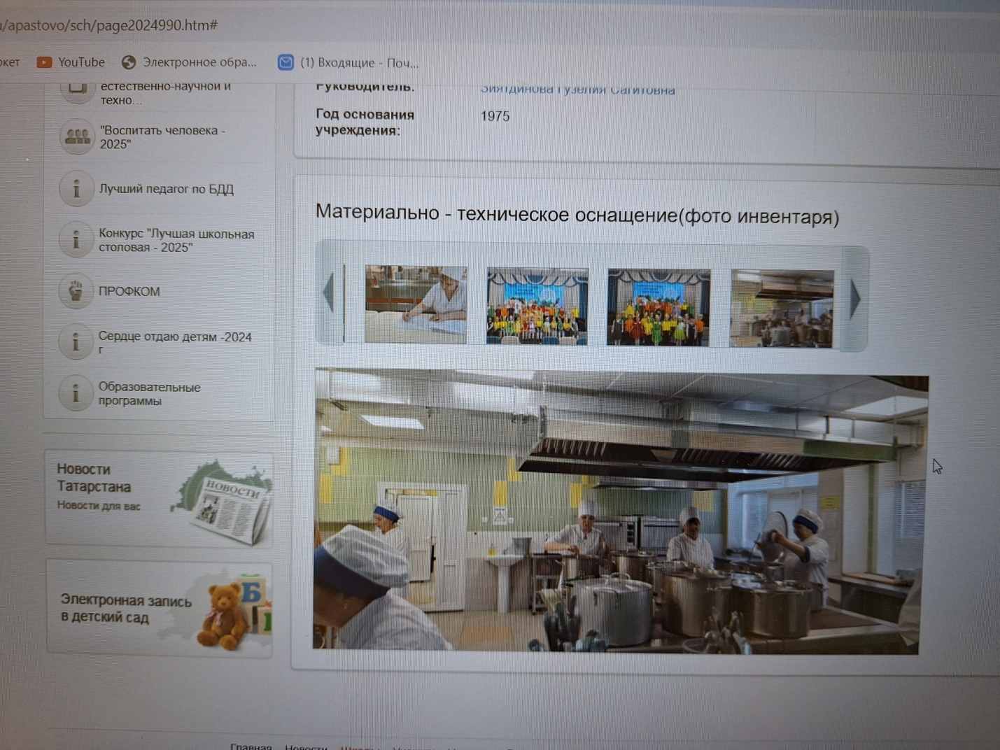 /apastovo/sch/page2024990.htm#
YouTube
Электронное обра...
(1) Входящие - Поч...
естественно-научной и
техно...
"Воспитать человека -
2025"
Лучший педагог по БДД
Конкурс "Лучшая школьная
столовая - 2025"
ПРОФКОМ
Сердце отдаю детям -2024
г
Образовательные
программы
Новости
Татарстана
Новости для вас
НОВОСТИ
Электронная запись
в детский сад
Б
Руководитель:
Зиятдинова Гузелия Сагитовна
Год основания
учреждения:
1975
Материально - техническое оснащение(фото инвентаря)
Главная Новости